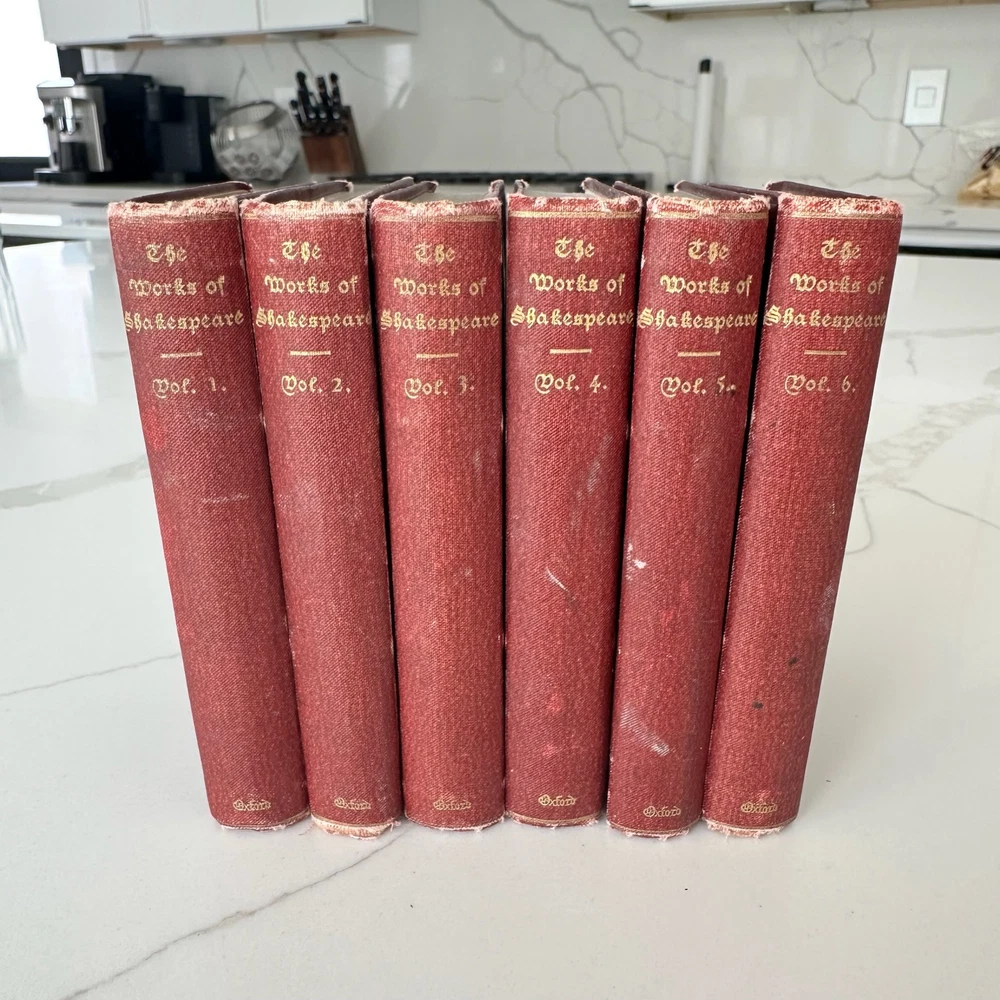 The
Works of
Shakespeare
Vol. 1.
Oxford
The
Works of
Shakespeare
Vol. 2.
Oxford
The
Works of
Shakespeare
Vol. 3.
Oxford
The
Works of
Shakespeare
Vol. 4.
Oxford
The
Works of
Shakespeare
Vol. 5.
Oxford
The
Works of
Shakespeare
Vol. 6.
Oxford